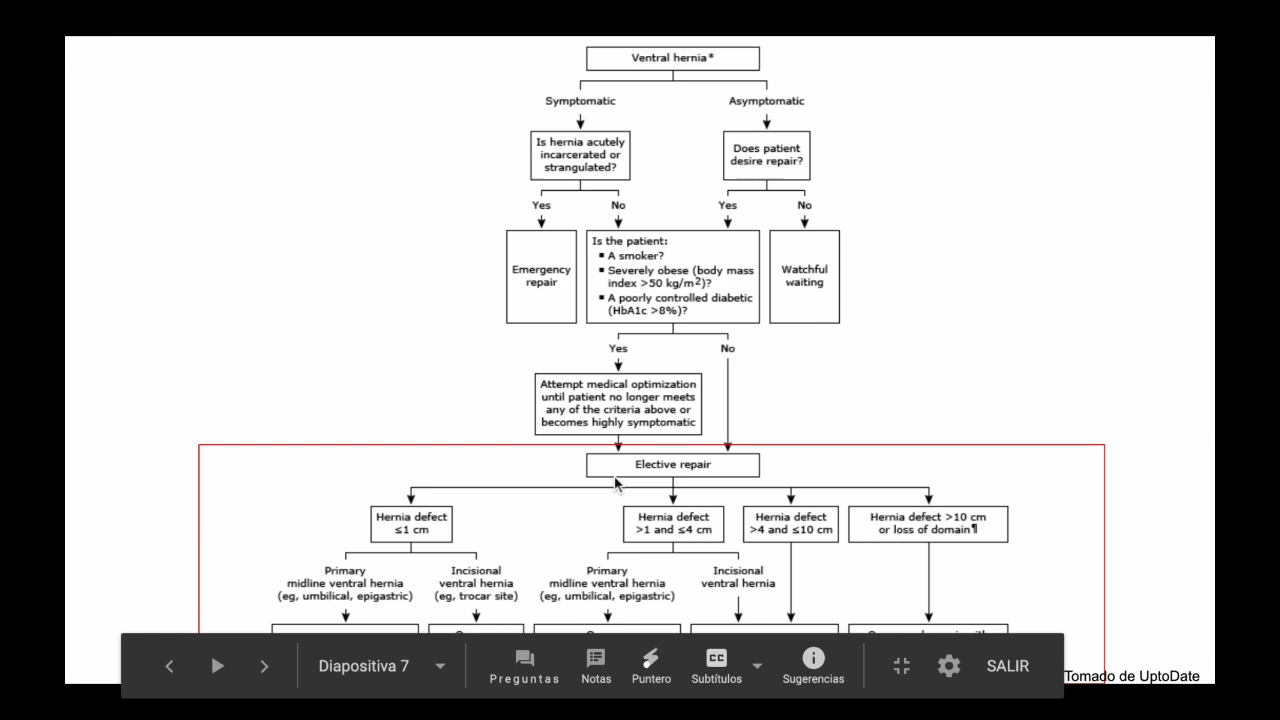 Ventral hernia*
Symptomatic
Asymptomatic
Is hernia acutely
incarcerated or
strangulated?
Does patient
desire repair?
Yes
No
Yes
No
Emergency
repair
Is the patient:
▪ A smoker?
▪ Severely obese (body mass
index >50 kg/m²)?
▪ A poorly controlled diabetic
(HbA1c >8%)?
Watchful
waiting
Yes
No
Attempt medical optimization
until patient no longer meets
any of the criteria above or
becomes highly symptomatic
Elective repair
Hernia defect
≤1 cm
Hernia defect
>1 and ≤4 cm
Hernia defect
>4 and ≤10 cm
Hernia defect >10 cm
or loss of domain¶
Primary
midline ventral hernia
(eg, umbilical, epigastric)
Incisional
ventral hernia
(eg, trocar site)
Primary
midline ventral hernia
(eg, umbilical, epigastric)
Incisional
ventral hernia
Diapositiva 7
Preguntas
Notas
Puntero
CC
Subtítulos
Sugerencias
SALIR
Tomado de UptoDate